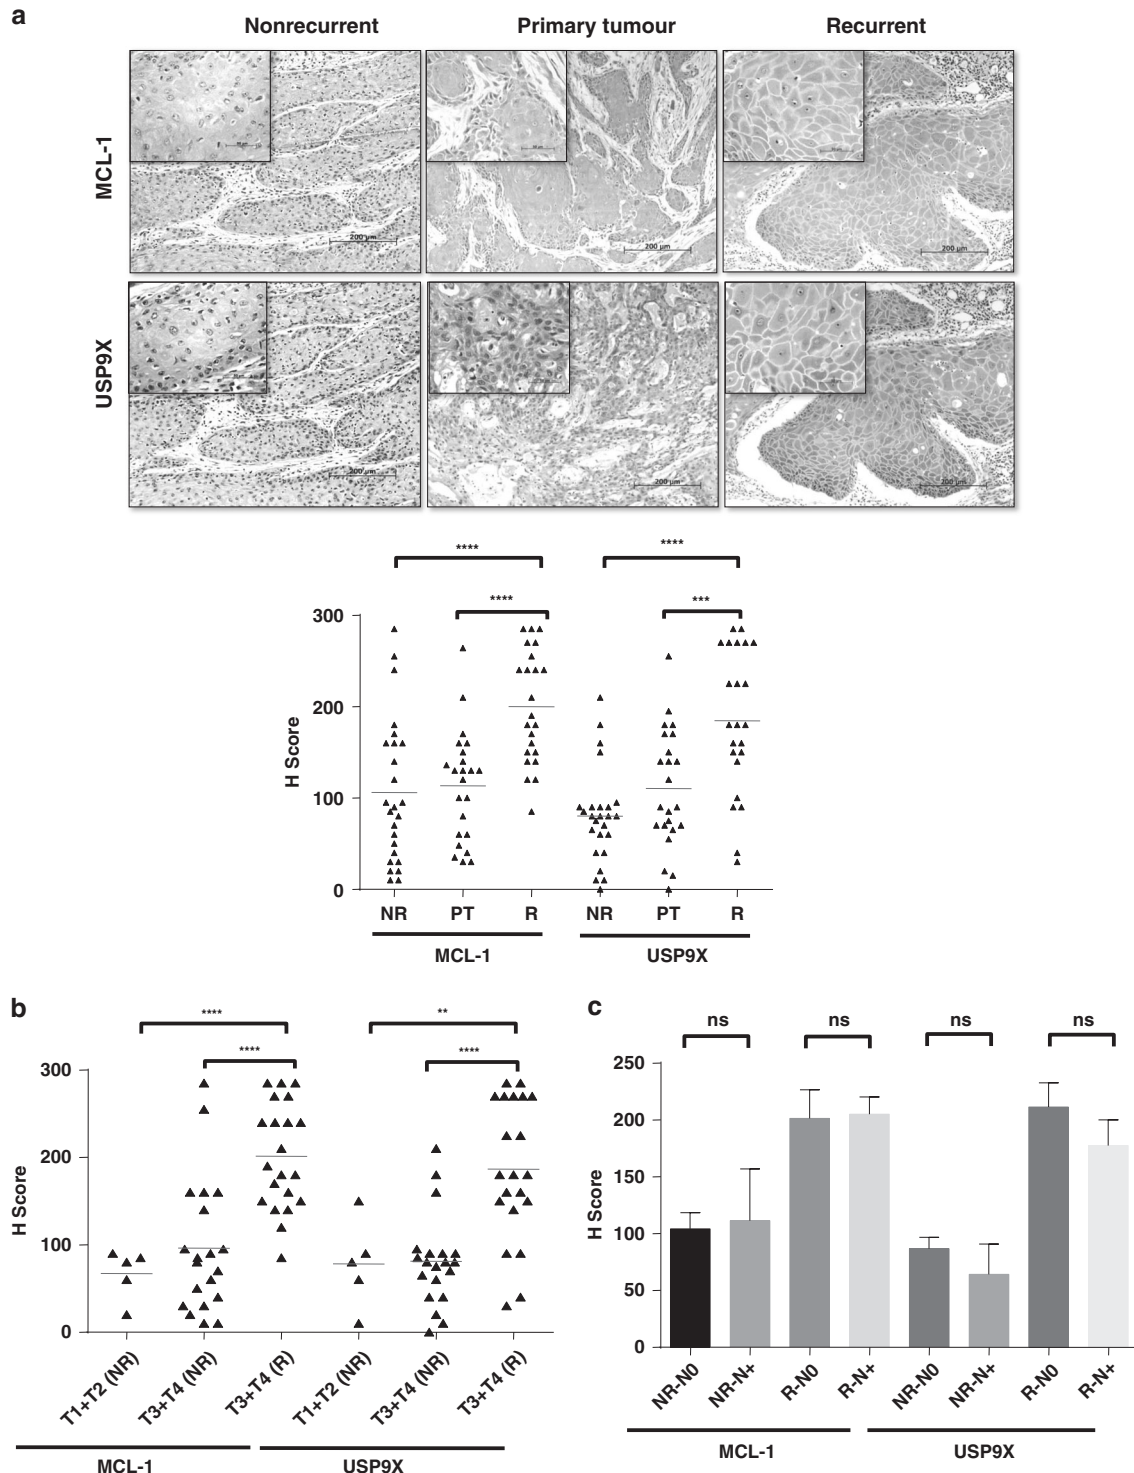 a
Nonrecurrent Primary tumour Recurrent
MCL-1
200 µm 200 µm 200 µm
USP9X
200 µm 200 µm 200 µm
**** ****
**** ***
300
200
100
0
H Score
NR PT R NR PT R
MCL-1 USP9X
b
**** **
**** ****
300
200
100
0
H Score
T1+T2 (NR) T3+T4 (NR) T3+T4 (R) T1+T2 (NR) T3+T4 (NR) T3+T4 (R)
MCL-1 USP9X
c
ns ns ns ns
250
200
150
100
50
0
H Score
NR-N0 NR-N+ R-N0 R-N+ NR-N0 NR-N+ R-N0 R-N+
MCL-1 USP9X